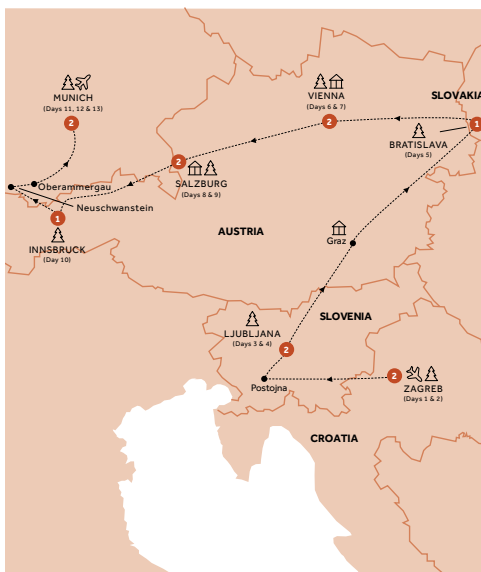 MUNICH
(Days 11, 12 & 13)
2
VIENNA
(Days 6 & 7)
2
SLOVAKIA
1
BRATISLAVA
(Days 5)
2
SALZBURG
(Days 8 & 9)
Oberammergau
Neuschwanstein
1
INNSBRUCK
(Day 10)
AUSTRIA
Graz
SLOVENIA
LJUBLJANA
(Days 3 & 4)
2
Postojna
2
ZAGREB
(Days 1 & 2)
CROATIA